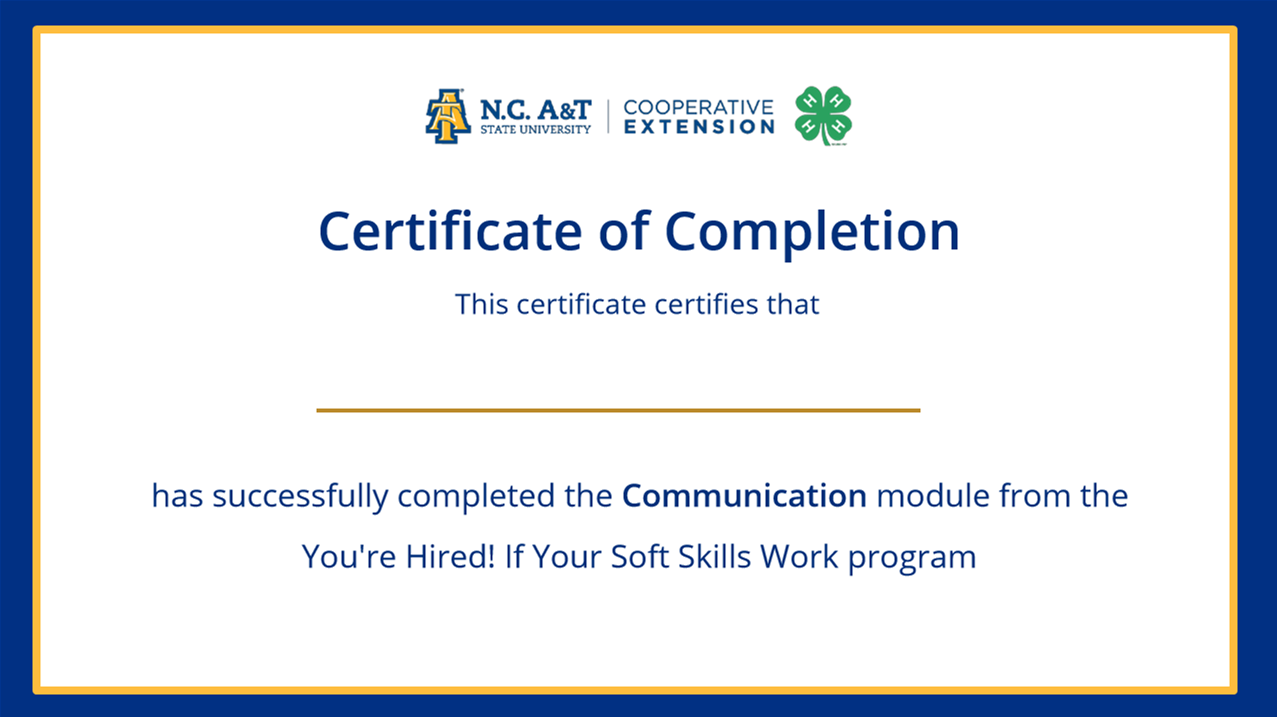 N.C. A&T
STATE UNIVERSITY
COOPERATIVE
EXTENSION
H H
H H
Certificate of Completion
This certificate certifies that
has successfully completed the Communication module from the
You're Hired! If Your Soft Skills Work program